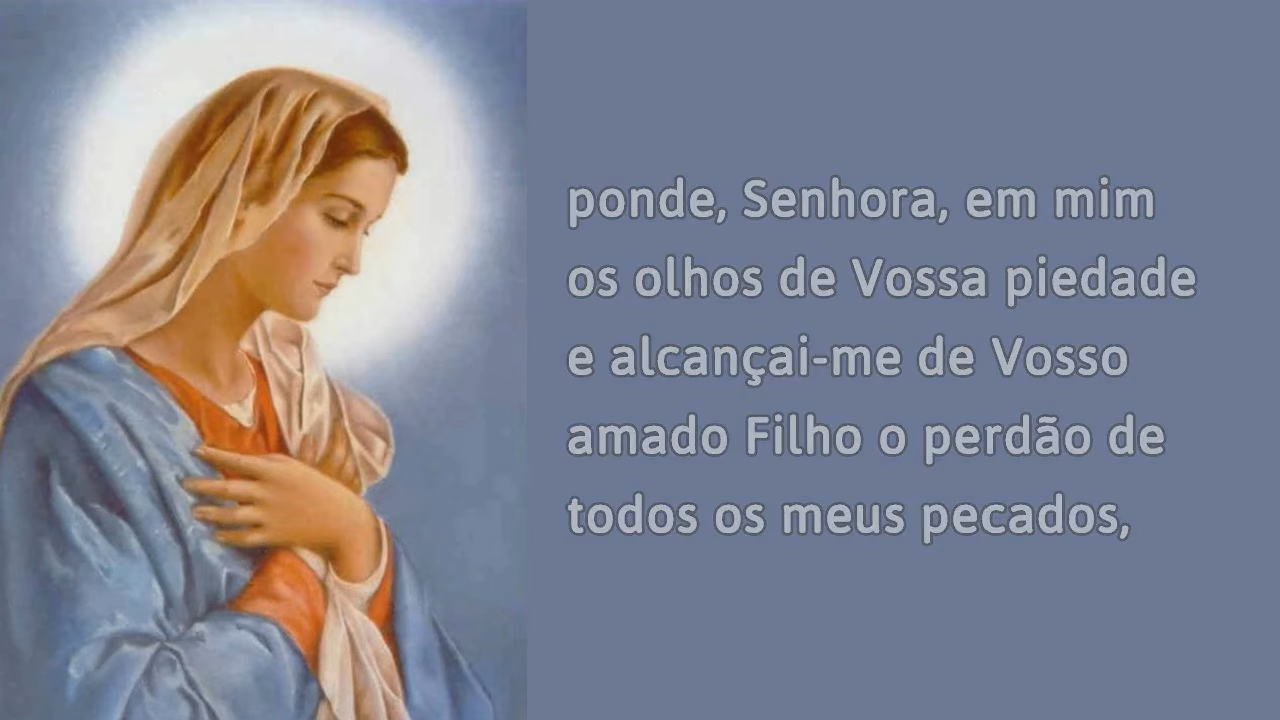 ponde, Senhora, em mim
os olhos de Vossa piedade
e alcançai-me de Vosso
amado Filho o perdão de
todos os meus pecados,